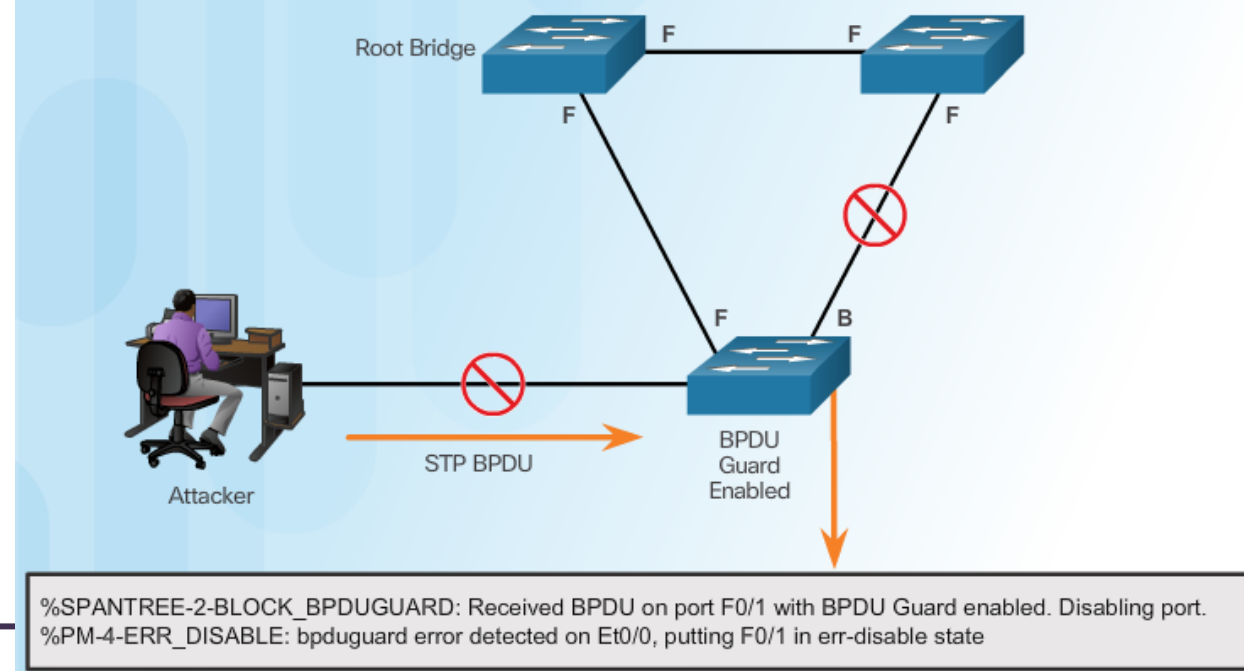 Root Bridge
F
F
F
F
F
B
STP BPDU
Attacker
BPDU
Guard
Enabled
%SPANTREE-2-BLOCK_BPDUGUARD: Received BPDU on port F0/1 with BPDU Guard enabled. Disabling port.
%PM-4-ERR_DISABLE: bpduguard error detected on Et0/0, putting F0/1 in err-disable state